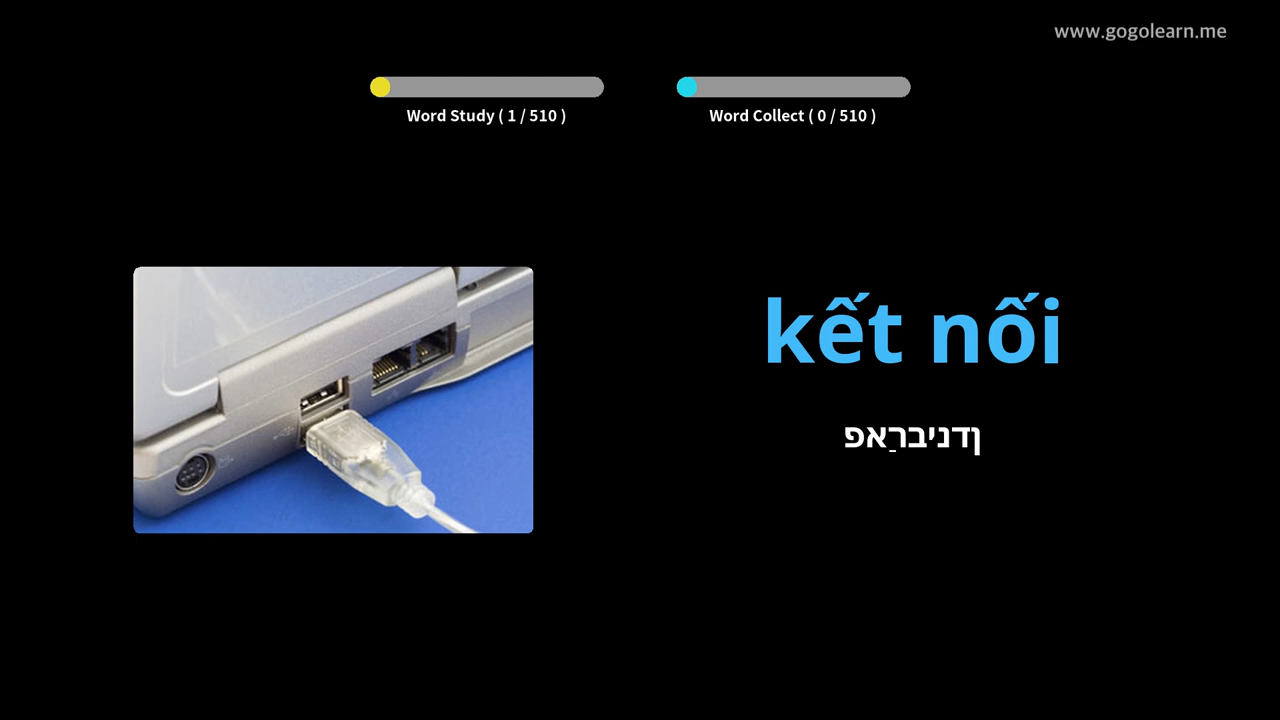 www.gogolearn.me
Word Study ( 1 / 510 )
Word Collect ( 0 / 510 )
kết nối
פאַרבינדן